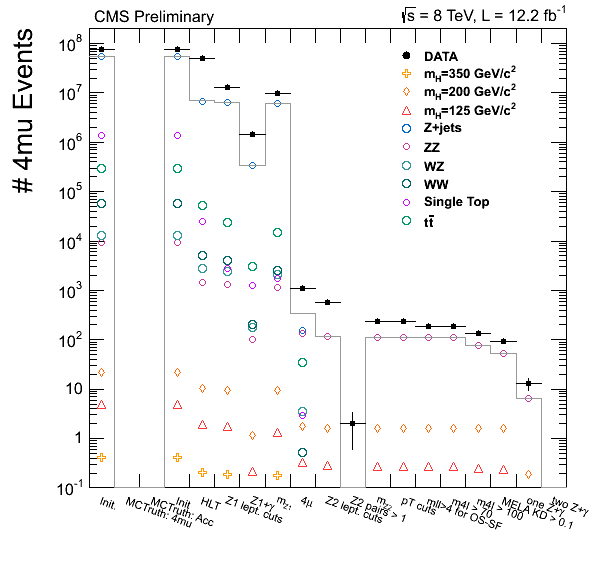 CMS Preliminary
√s = 8 TeV, L = 12.2 fb⁻¹
# 4mu Events
10⁸
10⁷
10⁶
10⁵
10⁴
10³
10²
10
1
10⁻¹
DATA
m_H=350 GeV/c²
m_H=200 GeV/c²
m_H=125 GeV/c²
Z+jets
ZZ
WZ
WW
Single Top
tt̄
Init.
MCTruth: 4mu
MCTruth: Acc
Init
HLT
Z1 lept. cuts
Z1+γ
m_Z1
4μ
Z2 lept. cuts
Z2 pairs > 1
m_Z2
pT cuts
mll>4 for OS-SF
m4l > 70
m4l > 100
MELA KD > 0.1
one Z+γ
two Z+γ